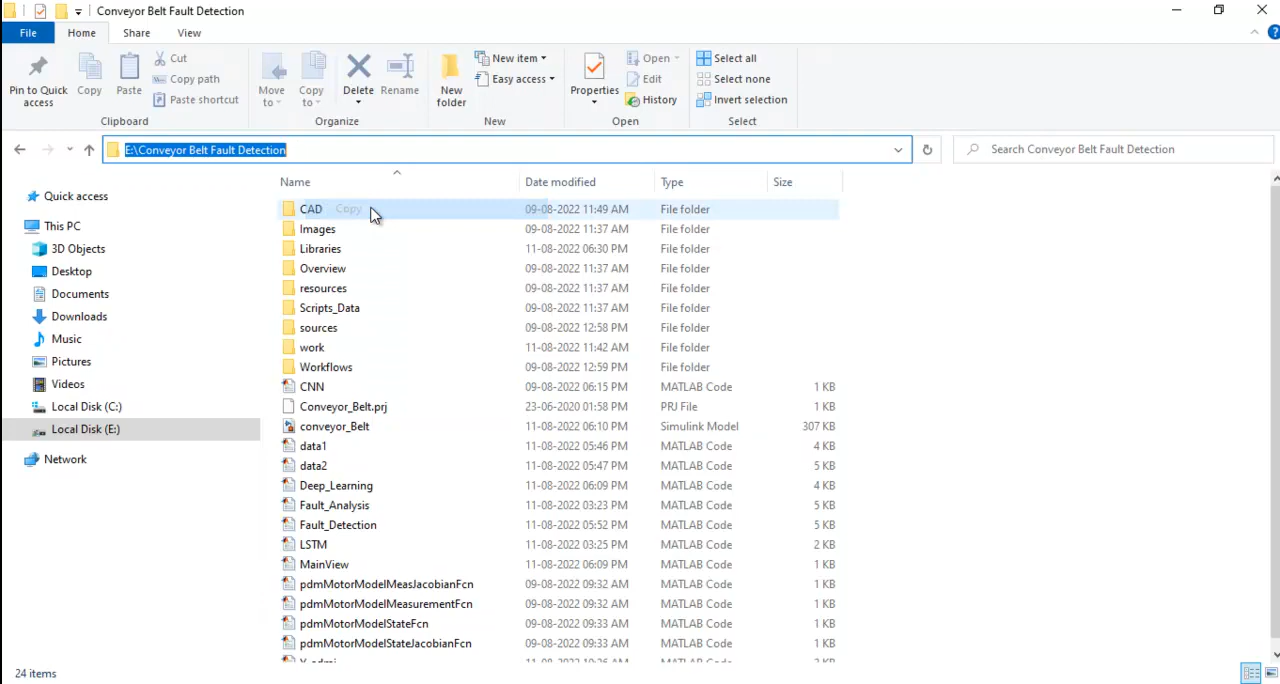 Conveyor Belt Fault Detection
File Home Share View
Pin to Quick access
Copy
Paste
Cut
Copy path
Paste shortcut
Clipboard
Move to
Copy to
Delete
Rename
Organize
New folder
New item
Easy access
New
Properties
Open
Edit
History
Open
Select all
Select none
Invert selection
Select
E:\Conveyor Belt Fault Detection
Search Conveyor Belt Fault Detection
Quick access
This PC
3D Objects
Desktop
Documents
Downloads
Music
Pictures
Videos
Local Disk (C:)
Local Disk (E:)
Network
Name Date modified Type Size
CAD Copy 09-08-2022 11:49 AM File folder
Images 09-08-2022 11:37 AM File folder
Libraries 11-08-2022 06:30 PM File folder
Overview 09-08-2022 11:37 AM File folder
resources 09-08-2022 11:37 AM File folder
Scripts_Data 09-08-2022 11:37 AM File folder
sources 09-08-2022 12:58 PM File folder
work 11-08-2022 11:42 AM File folder
Workflows 09-08-2022 12:59 PM File folder
CNN 09-08-2022 06:15 PM MATLAB Code 1 KB
Conveyor_Belt.prj 23-06-2020 01:58 PM PRJ File 1 KB
conveyor_Belt 11-08-2022 06:10 PM Simulink Model 307 KB
data1 11-08-2022 05:46 PM MATLAB Code 4 KB
data2 11-08-2022 05:47 PM MATLAB Code 5 KB
Deep_Learning 11-08-2022 06:09 PM MATLAB Code 4 KB
Fault_Analysis 11-08-2022 03:23 PM MATLAB Code 5 KB
Fault_Detection 11-08-2022 05:52 PM MATLAB Code 5 KB
LSTM 11-08-2022 03:25 PM MATLAB Code 2 KB
MainView 11-08-2022 06:09 PM MATLAB Code 1 KB
pdmMotorModelMeasJacobianFcn 09-08-2022 09:32 AM MATLAB Code 1 KB
pdmMotorModelMeasurementFcn 09-08-2022 09:32 AM MATLAB Code 1 KB
pdmMotorModelStateFcn 09-08-2022 09:33 AM MATLAB Code 1 KB
pdmMotorModelStateJacobianFcn 09-08-2022 09:33 AM MATLAB Code 1 KB
24 items